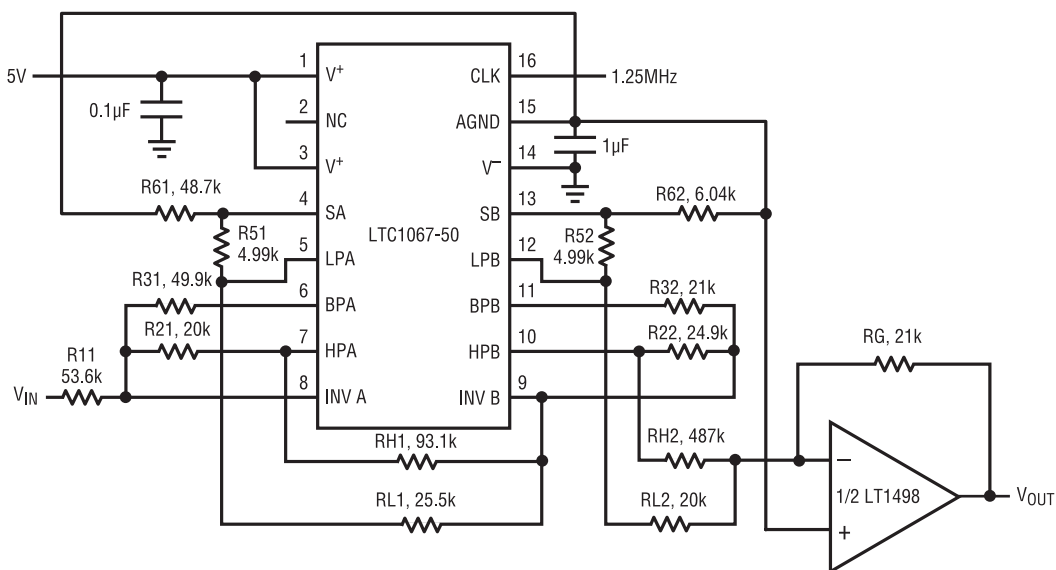 5V
0.1µF
1
V+
2
NC
3
V+
R61, 48.7k
4
SA
R51
4.99k
5
LPA
R31, 49.9k
6
BPA
R21, 20k
7
HPA
R11
53.6k
VIN
8
INV A
LTC1067-50
16
CLK
1.25MHz
15
AGND
1µF
14
V–
13
SB
R62, 6.04k
R52
4.99k
12
LPB
11
BPB
R32, 21k
10
HPB
R22, 24.9k
9
INV B
RH1, 93.1k
RL1, 25.5k
RH2, 487k
RL2, 20k
RG, 21k
–
1/2 LT1498
+
VOUT